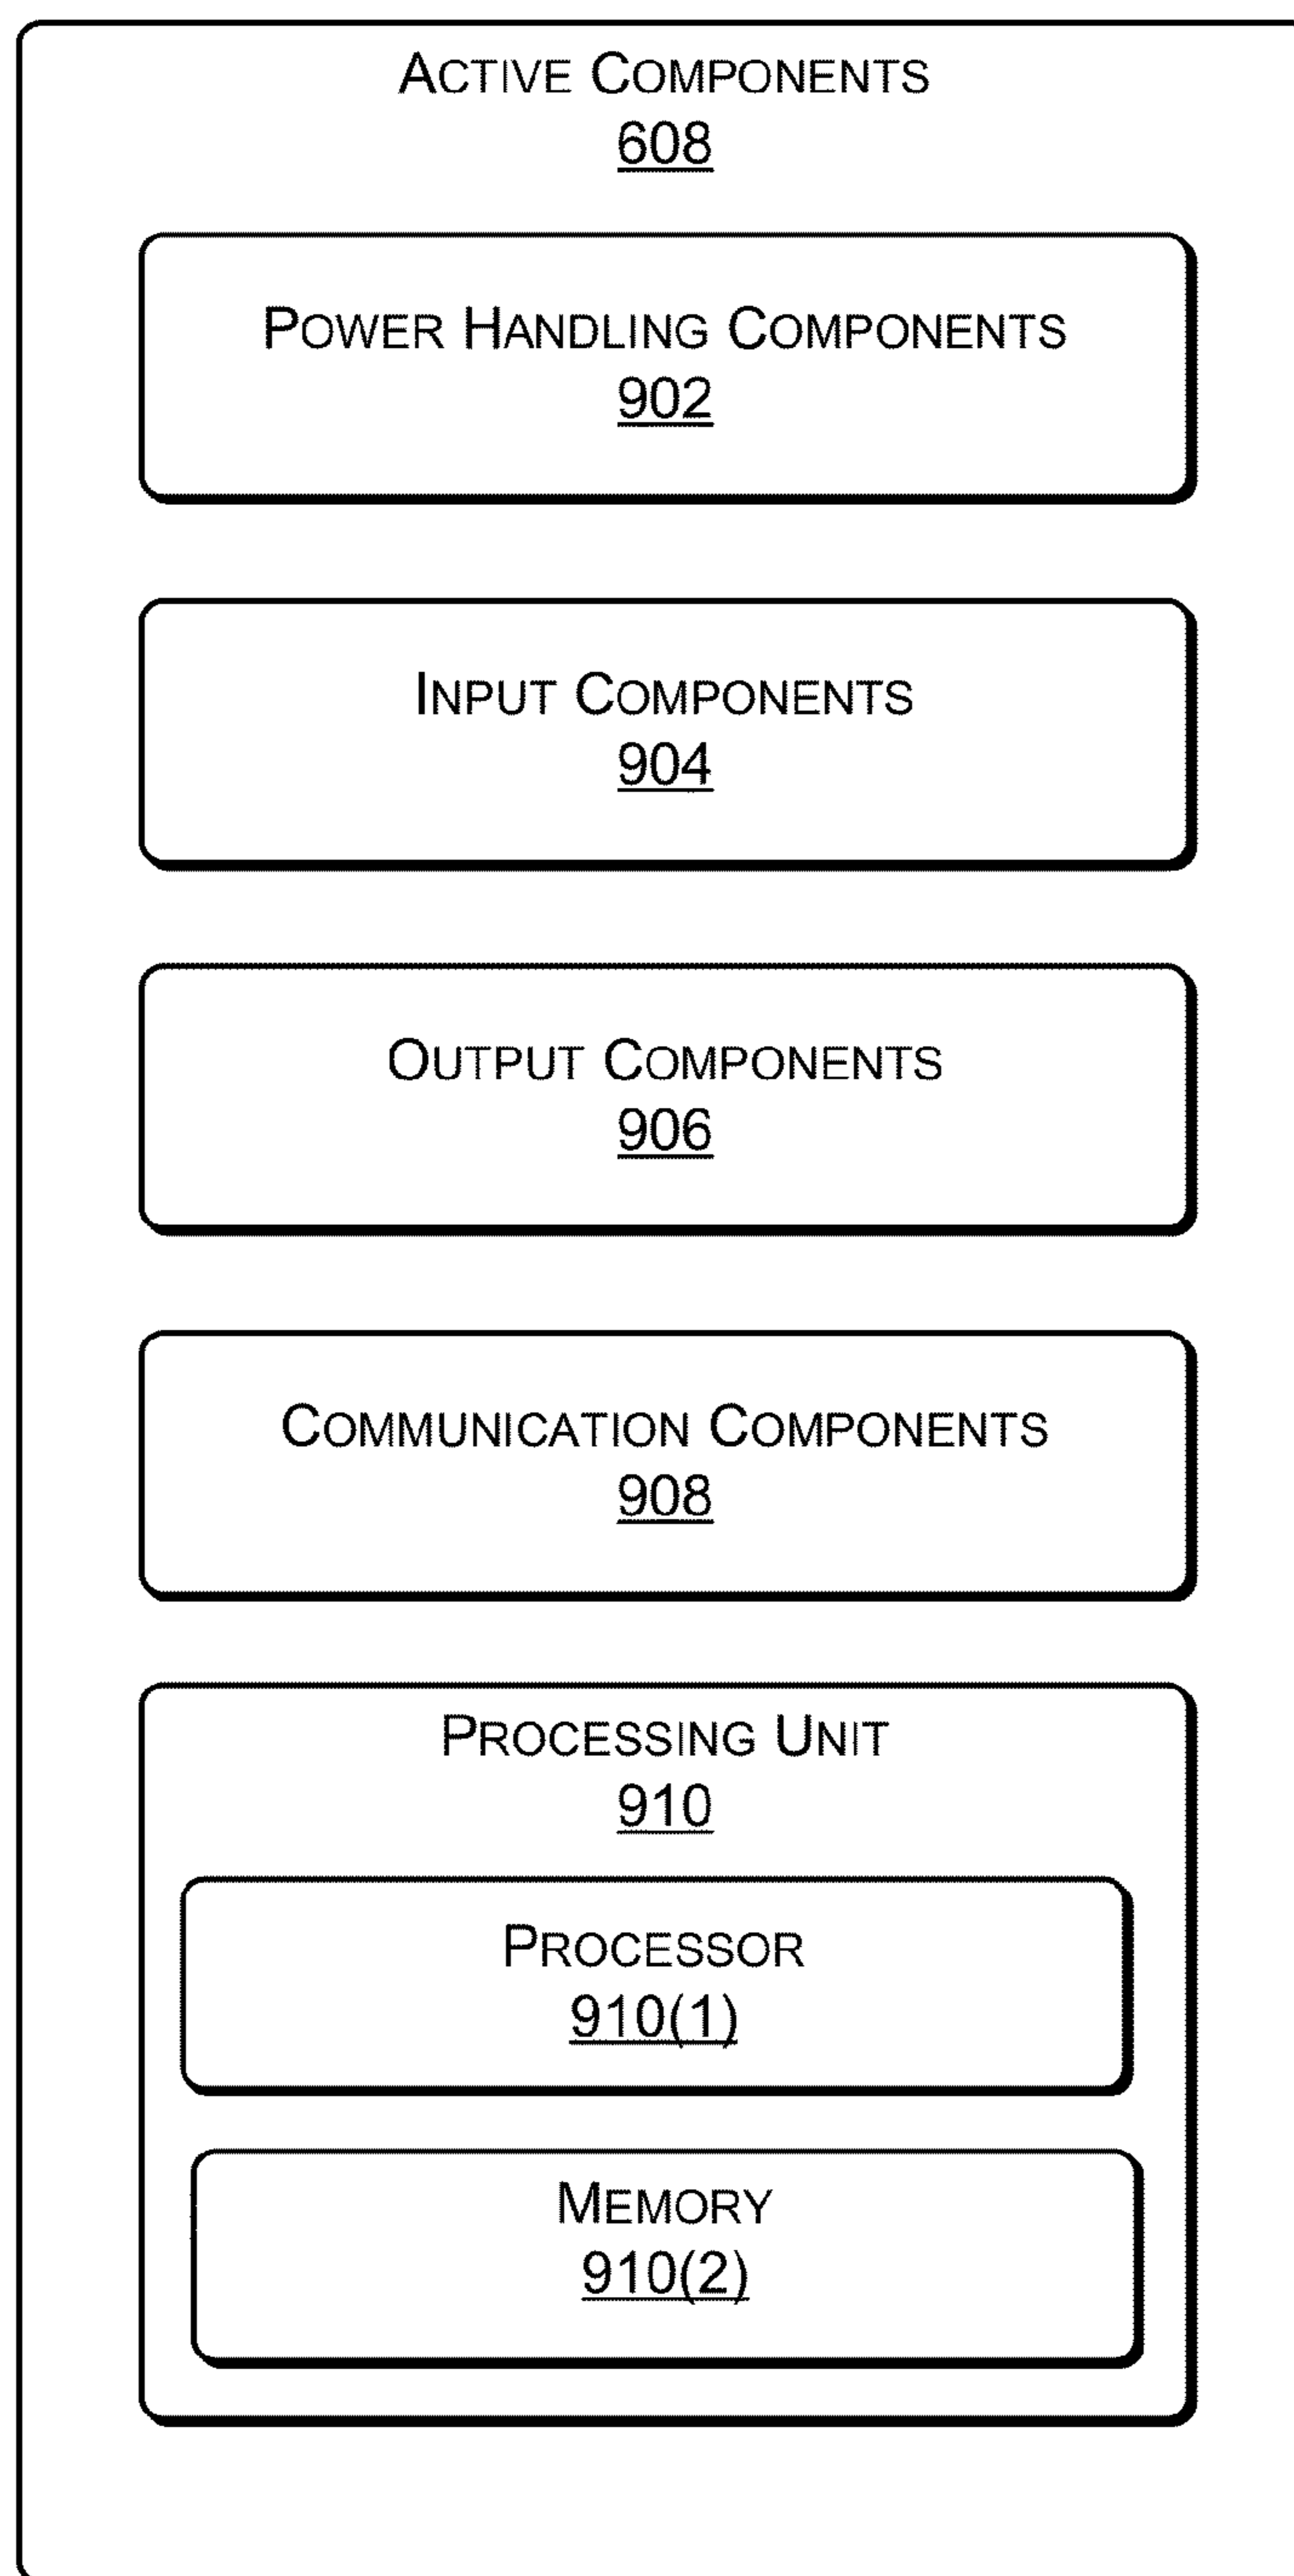 ACTIVE COMPONENTS
608
POWER HANDLING COMPONENTS
902
INPUT COMPONENTS
904
OUTPUT COMPONENTS
906
COMMUNICATION COMPONENTS
908
PROCESSING UNIT
910
PROCESSOR
910(1)
MEMORY
910(2)